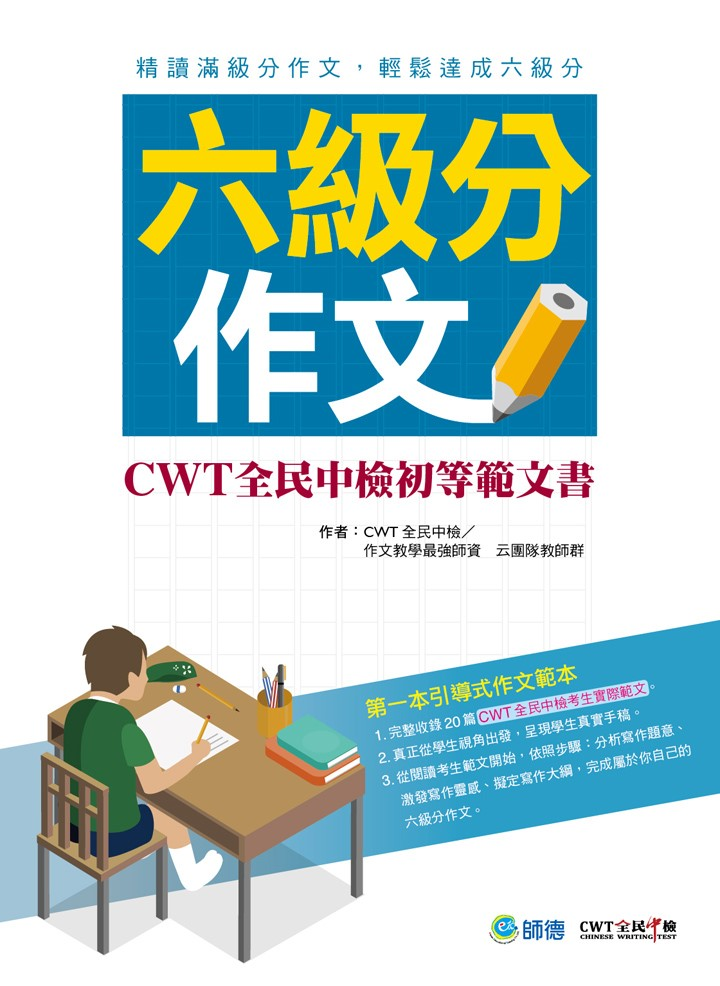 精讀滿級分作文，輕鬆達成六級分
六級分
作文
CWT全民中檢初等範文書
作者：CWT 全民中檢／
作文教學最強師資　云團隊教師群
第一本引導式作文範本
1. 完整收錄 20 篇 CWT 全民中檢考生實際範文。
2. 真正從學生視角出發，呈現學生真實手稿。
3. 從閱讀考生範文開始，依照步驟：分析寫作題意、
激發寫作靈感、擬定寫作大綱，完成屬於你自己的
六級分作文。
師德
CWT全民中檢
CHINESE WRITING TEST